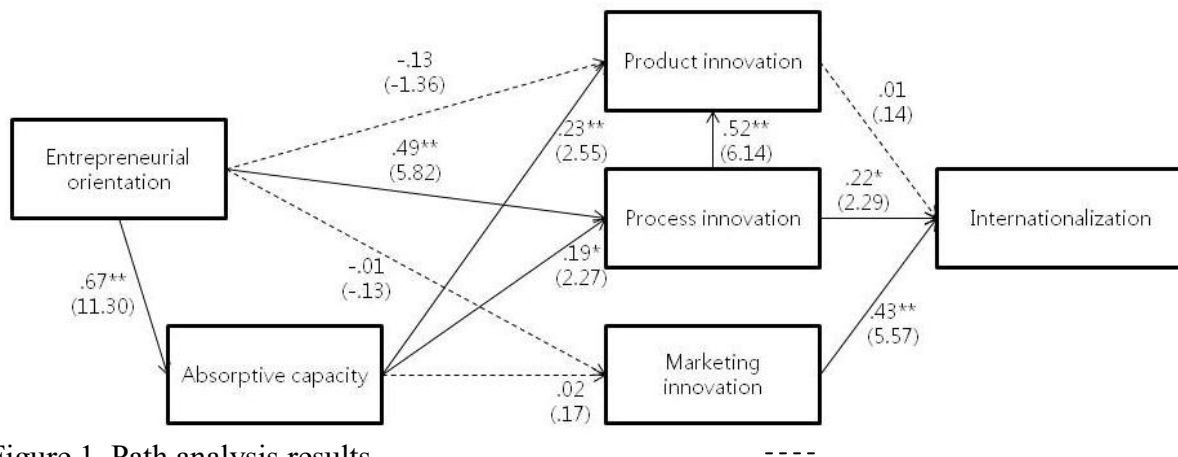 Product innovation
-.13
(-1.36)
.01
(.14)
Entrepreneurial
orientation
.23**
(2.55)
.52**
(6.14)
.49**
(5.82)
Process innovation
.22*
(2.29)
Internationalization
.19*
(2.27)
-.01
(-.13)
.67**
(11.30)
.43**
(5.57)
Absorptive capacity
Marketing
innovation
.02
(.17)
Figure 1. Path analysis results